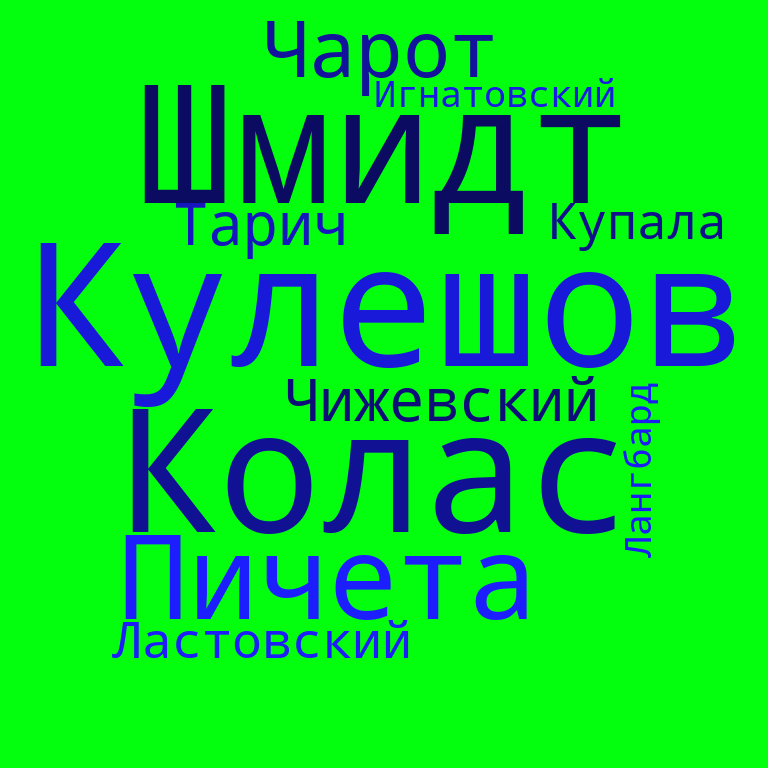 Чарот
Игнатовский
Шмидт
Тарич
Купала
Кулешов
Чижевский
Лангбард
Колас
Пичета
Ластовский